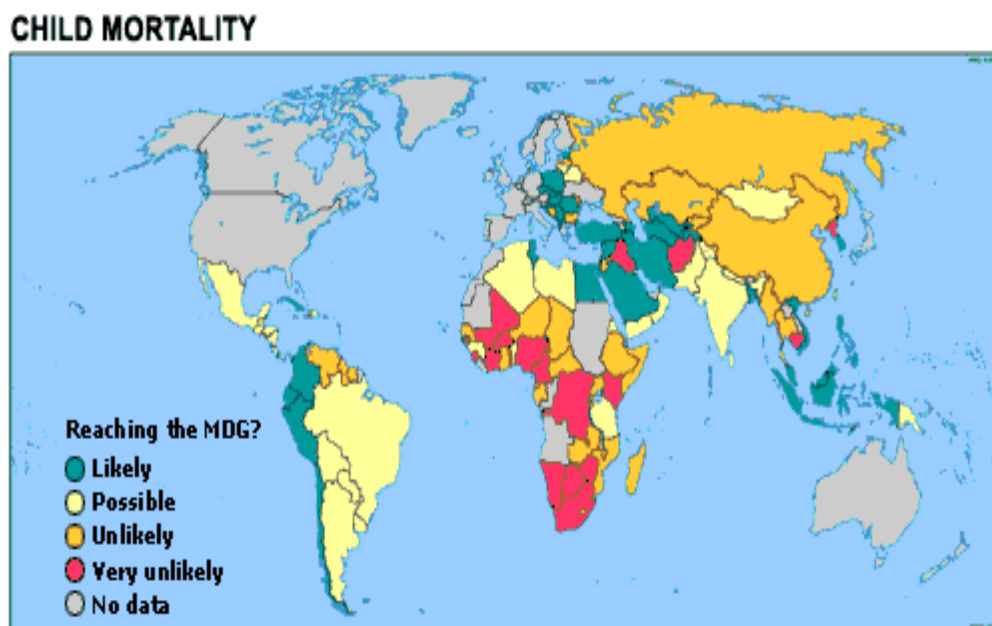 CHILD MORTALITY
Reaching the MDG?
Likely
Possible
Unlikely
Very unlikely
No data